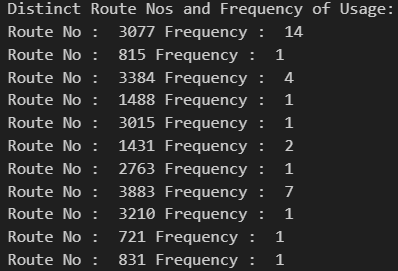 Distinct Route Nos and Frequency of Usage:
Route No :  3077 Frequency :  14
Route No :  815 Frequency :  1
Route No :  3384 Frequency :  4
Route No :  1488 Frequency :  1
Route No :  3015 Frequency :  1
Route No :  1431 Frequency :  2
Route No :  2763 Frequency :  1
Route No :  3883 Frequency :  7
Route No :  3210 Frequency :  1
Route No :  721 Frequency :  1
Route No :  831 Frequency :  1